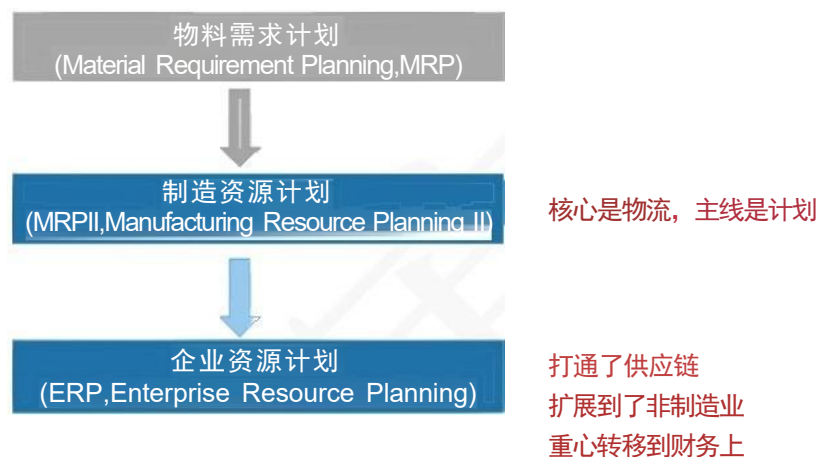 物料需求计划
(Material Requirement Planning,MRP)
制造资源计划
(MRPII,Manufacturing Resource Planning II)
核心是物流，主线是计划
企业资源计划
(ERP,Enterprise Resource Planning)
打通了供应链
扩展到了非制造业
重心转移到财务上